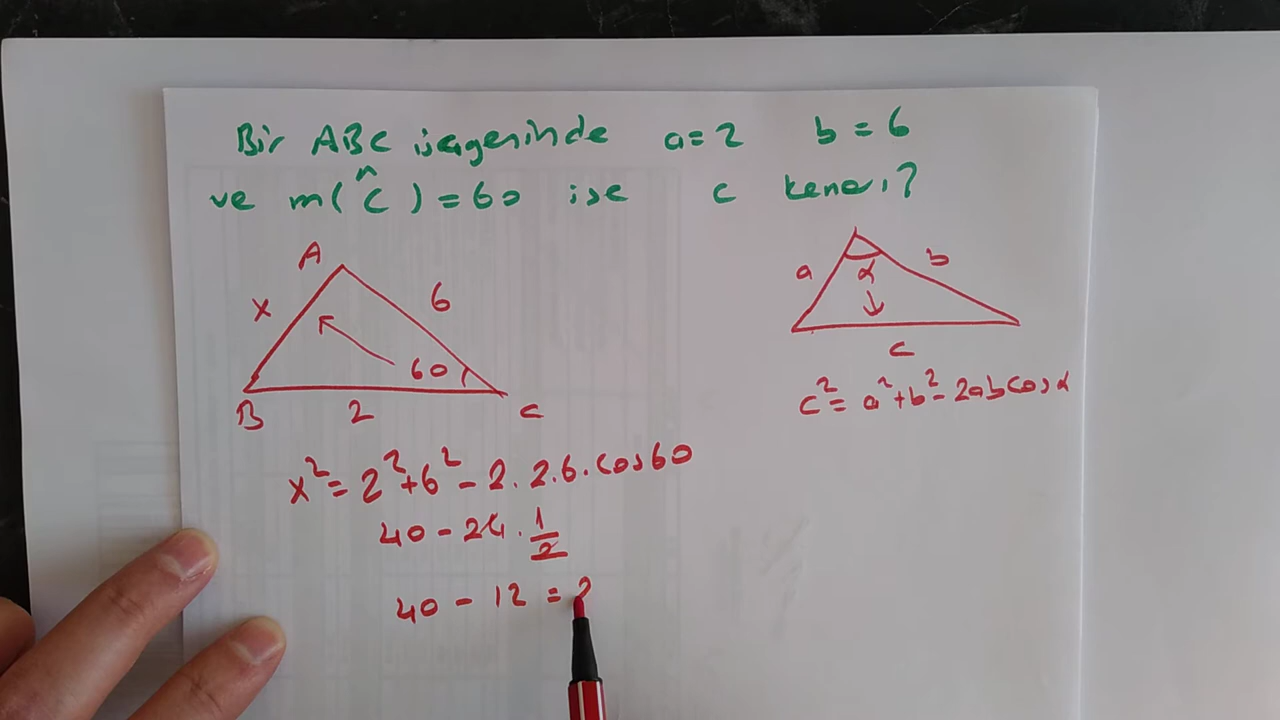 Bir ABC üçgeninde a=2 b=6
ve m(Ĉ)=60 ise c kenarı?
A
x
6
60
B
2
C
a
α
b
c
c²=a²+b²-2abcosα
x²=2²+6²-2.2.6.cos60
40-24.1/2
40-12=2